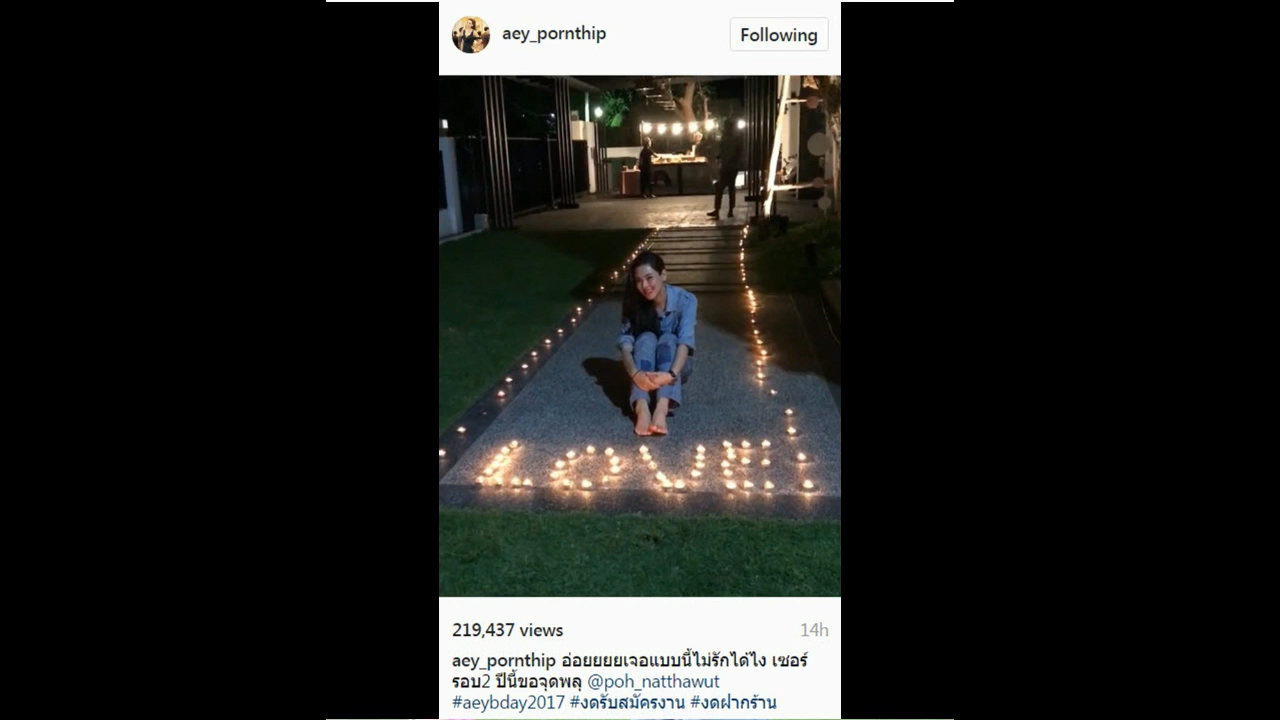 aey_pornthip
Following
LOVE
219,437 views
14h
aey_pornthip อ่อยยยยเจอแบบนี้ไม่รักได้ไง เซอร์
รอบ2 ปีนี้ขอจุดพลุ @poh_natthawut
#aeybday2017 #งดรับสมัครงาน #งดฝากร้าน